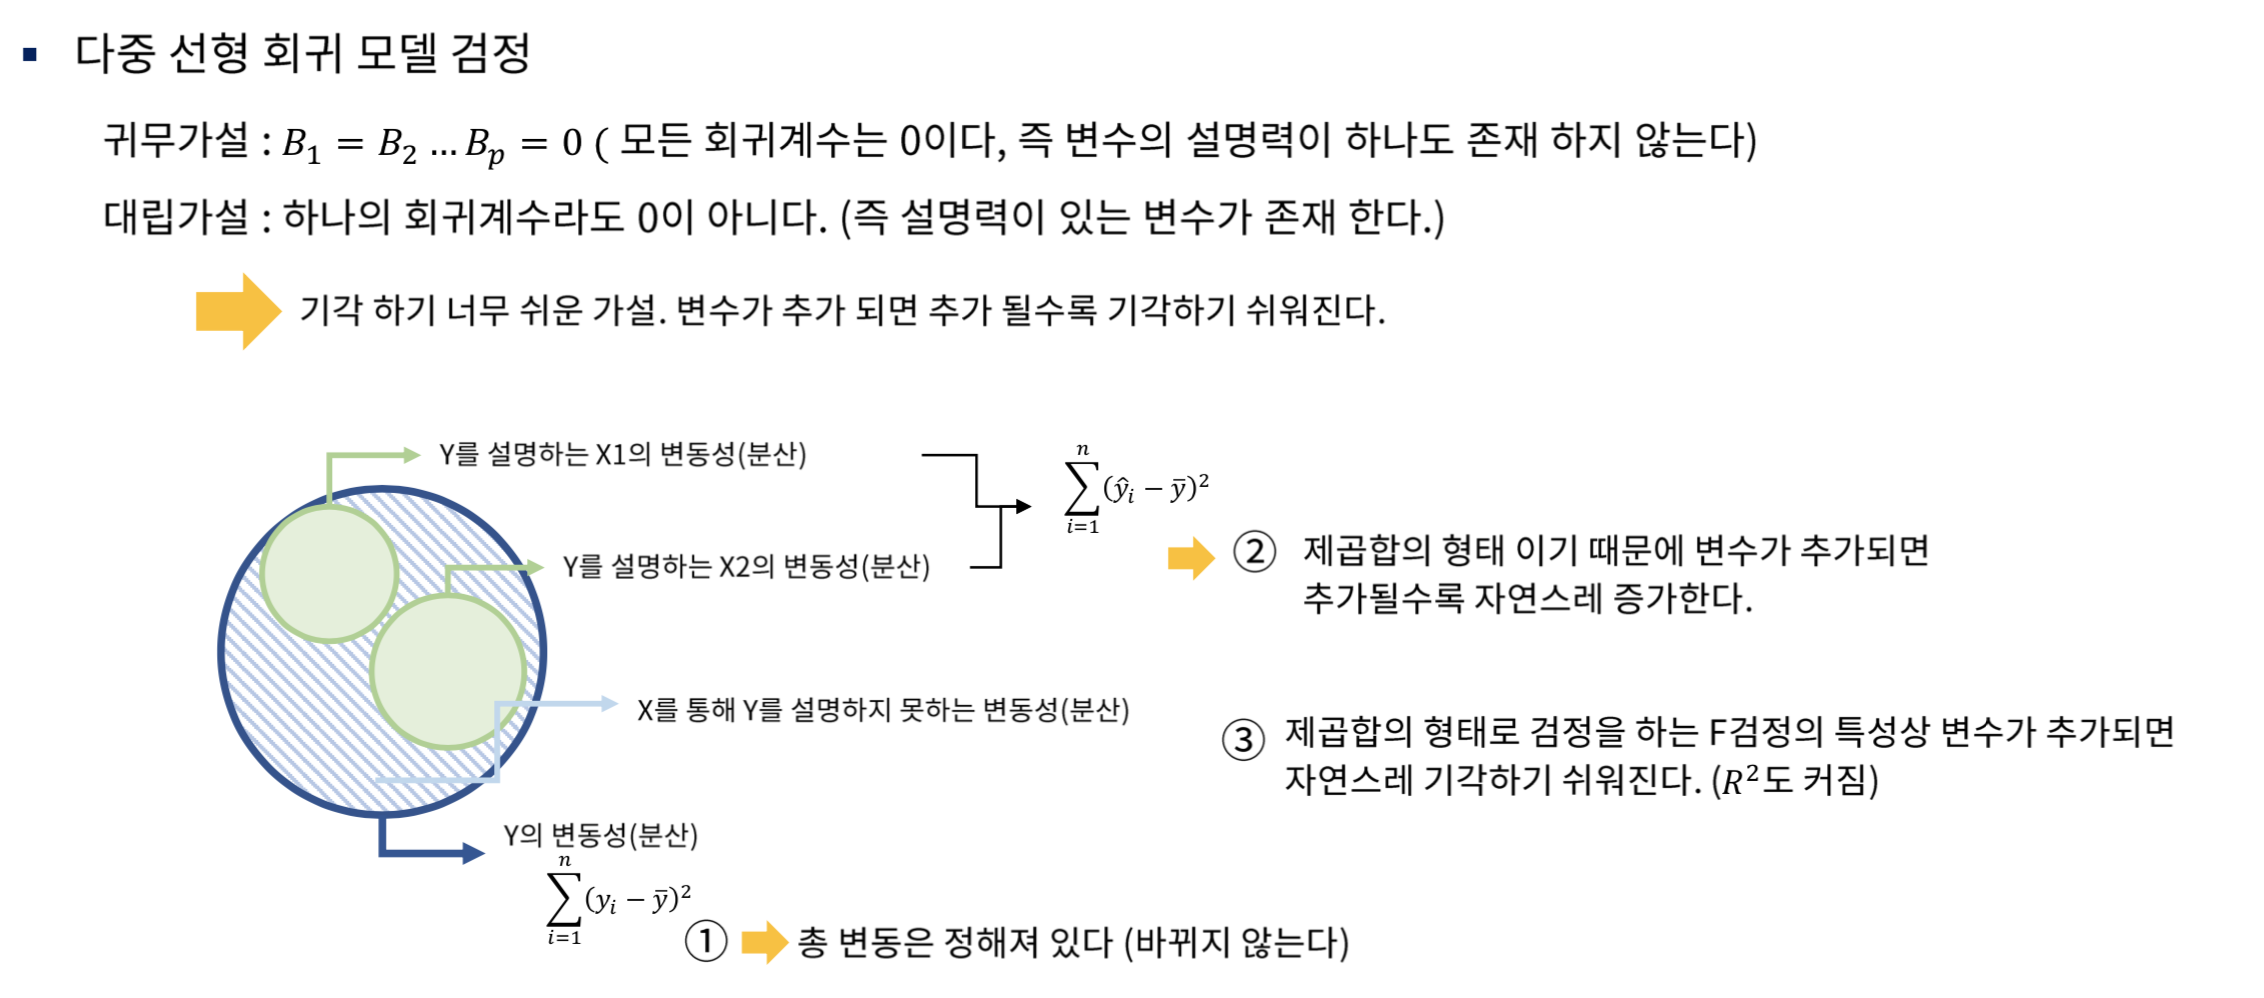 ▪ 다중 선형 회귀 모델 검정
귀무가설 : B₁ = B₂ … Bₚ = 0 ( 모든 회귀계수는 0이다, 즉 변수의 설명력이 하나도 존재 하지 않는다)
대립가설 : 하나의 회귀계수라도 0이 아니다. (즉 설명력이 있는 변수가 존재 한다.)
기각 하기 너무 쉬운 가설. 변수가 추가 되면 추가 될수록 기각하기 쉬워진다.
Y를 설명하는 X1의 변동성(분산)
∑ᵢ₌₁ⁿ(ŷᵢ − ȳ)²
Y를 설명하는 X2의 변동성(분산)
② 제곱합의 형태 이기 때문에 변수가 추가되면
추가될수록 자연스레 증가한다.
X를 통해 Y를 설명하지 못하는 변동성(분산)
③ 제곱합의 형태로 검정을 하는 F검정의 특성상 변수가 추가되면
자연스레 기각하기 쉬워진다. (R²도 커짐)
Y의 변동성(분산)
∑ᵢ₌₁ⁿ(yᵢ − ȳ)²
① 총 변동은 정해져 있다 (바뀌지 않는다)